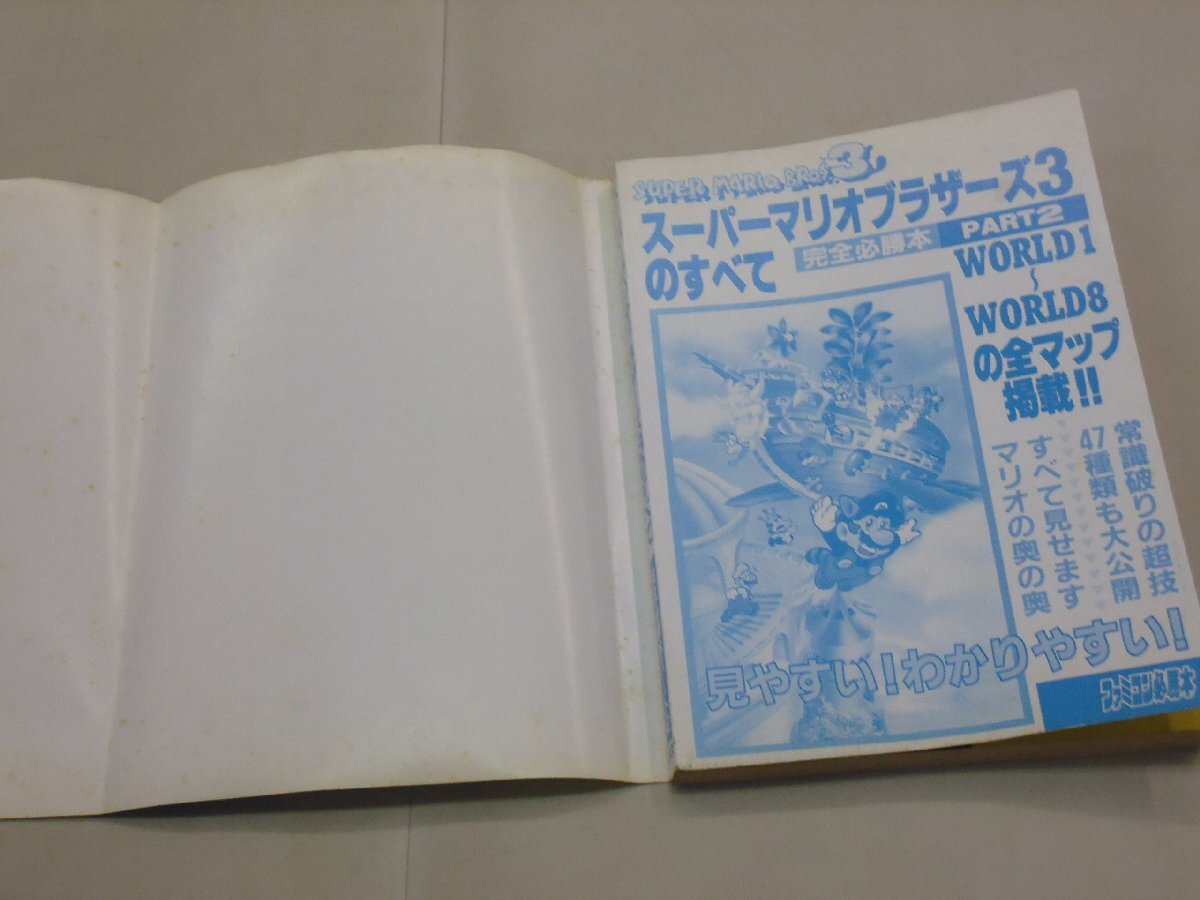 SUPER MARIO BROS.3
スーパーマリオブラザーズ3
のすべて
完全必勝本
PART2
WORLD1
〜
WORLD8
の全マップ
掲載!!
常識破りの超技
47種類も大公開
すべて見せます
マリオの奥の奥
見やすい!わかりやすい!
ファミコン必勝本